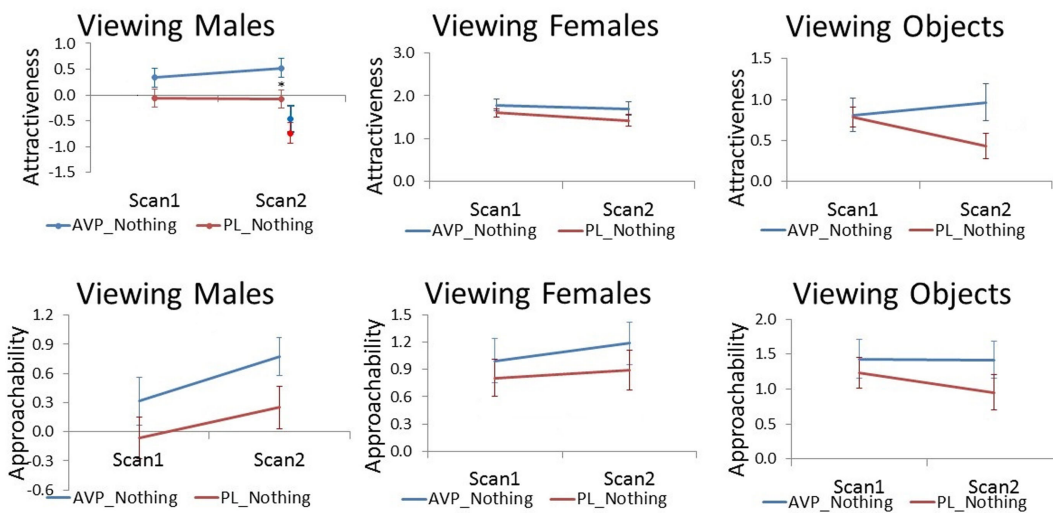 Viewing Males
Attractiveness
1.0
0.5
0.0
-0.5
-1.0
-1.5
*
Scan1 Scan2
AVP_Nothing PL_Nothing
Viewing Females
Attractiveness
3.0
2.0
1.0
0.0
Scan1 Scan2
AVP_Nothing PL_Nothing
Viewing Objects
Attractiveness
1.5
1.0
0.5
0.0
Scan1 Scan2
AVP_Nothing PL_Nothing
Viewing Males
Approachability
1.2
0.9
0.6
0.3
0.0
-0.3
-0.6
Scan1 Scan2
AVP_Nothing PL_Nothing
Viewing Females
Approachability
1.5
1.2
0.9
0.6
0.3
0.0
Scan1 Scan2
AVP_Nothing PL_Nothing
Viewing Objects
Approachability
2.0
1.5
1.0
0.5
0.0
Scan1 Scan2
AVP_Nothing PL_Nothing